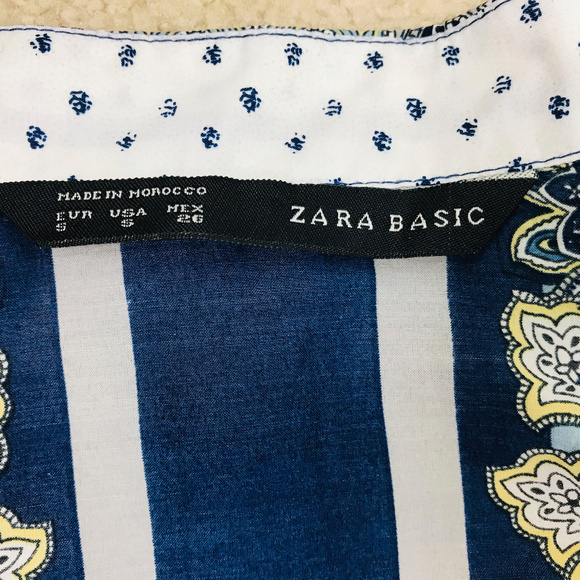 MADE IN MOROCCO
EUR USA MEX
S S 26
ZARA BASIC